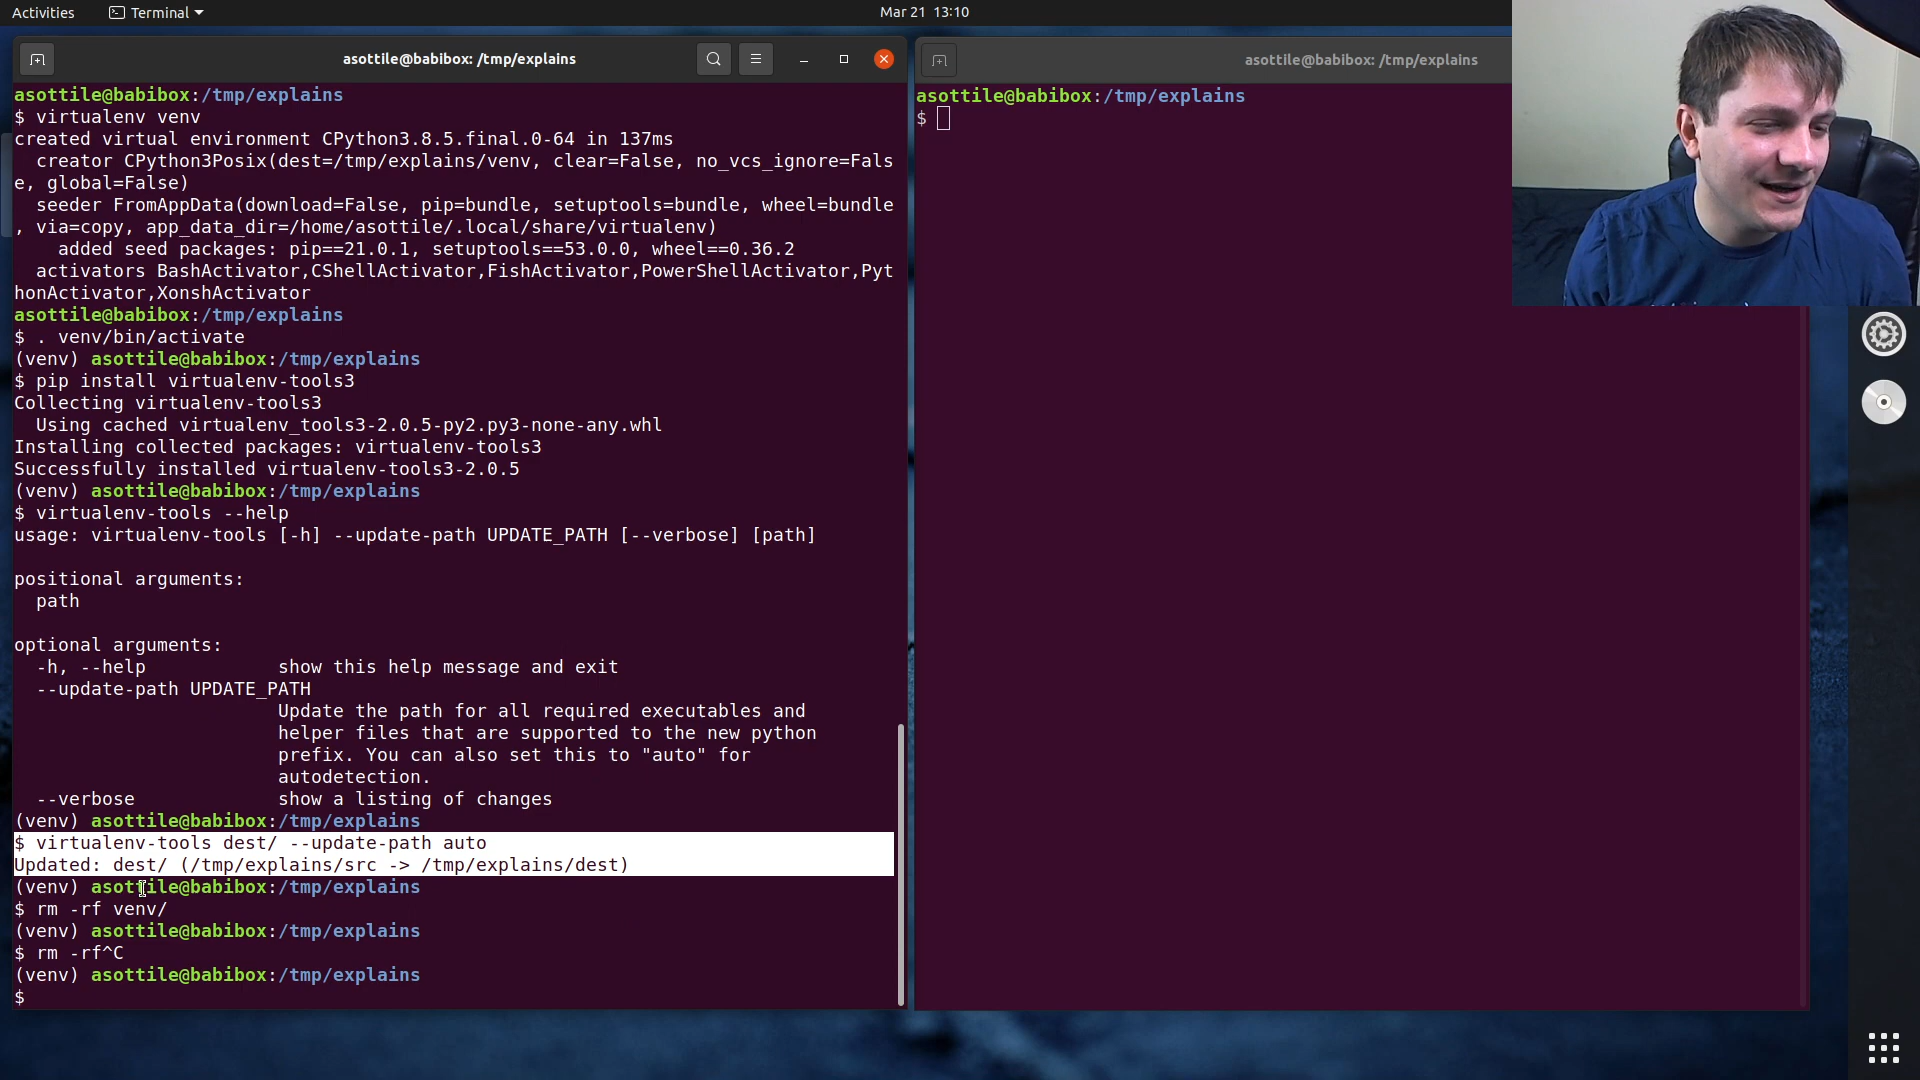 Activities
Terminal
Mar 21 13:10
asottile@babibox: /tmp/explains
asottile@babibox:/tmp/explains
$ virtualenv venv
created virtual environment CPython3.8.5.final.0-64 in 137ms
  creator CPython3Posix(dest=/tmp/explains/venv, clear=False, no_vcs_ignore=Fals
e, global=False)
  seeder FromAppData(download=False, pip=bundle, setuptools=bundle, wheel=bundle
, via=copy, app_data_dir=/home/asottile/.local/share/virtualenv)
    added seed packages: pip==21.0.1, setuptools==53.0.0, wheel==0.36.2
  activators BashActivator,CShellActivator,FishActivator,PowerShellActivator,Pyt
honActivator,XonshActivator
asottile@babibox:/tmp/explains
$ . venv/bin/activate
(venv) asottile@babibox:/tmp/explains
$ pip install virtualenv-tools3
Collecting virtualenv-tools3
  Using cached virtualenv_tools3-2.0.5-py2.py3-none-any.whl
Installing collected packages: virtualenv-tools3
Successfully installed virtualenv-tools3-2.0.5
(venv) asottile@babibox:/tmp/explains
$ virtualenv-tools --help
usage: virtualenv-tools [-h] --update-path UPDATE_PATH [--verbose] [path]
positional arguments:
  path
optional arguments:
  -h, --help            show this help message and exit
  --update-path UPDATE_PATH
                        Update the path for all required executables and
                        helper files that are supported to the new python
                        prefix. You can also set this to "auto" for
                        autodetection.
  --verbose             show a listing of changes
(venv) asottile@babibox:/tmp/explains
$ virtualenv-tools dest/ --update-path auto
Updated: dest/ (/tmp/explains/src -> /tmp/explains/dest)
(venv) asottile@babibox:/tmp/explains
$ rm -rf venv/
(venv) asottile@babibox:/tmp/explains
$ rm -rf^C
(venv) asottile@babibox:/tmp/explains
$
asottile@babibox: /tmp/explains
asottile@babibox:/tmp/explains
$